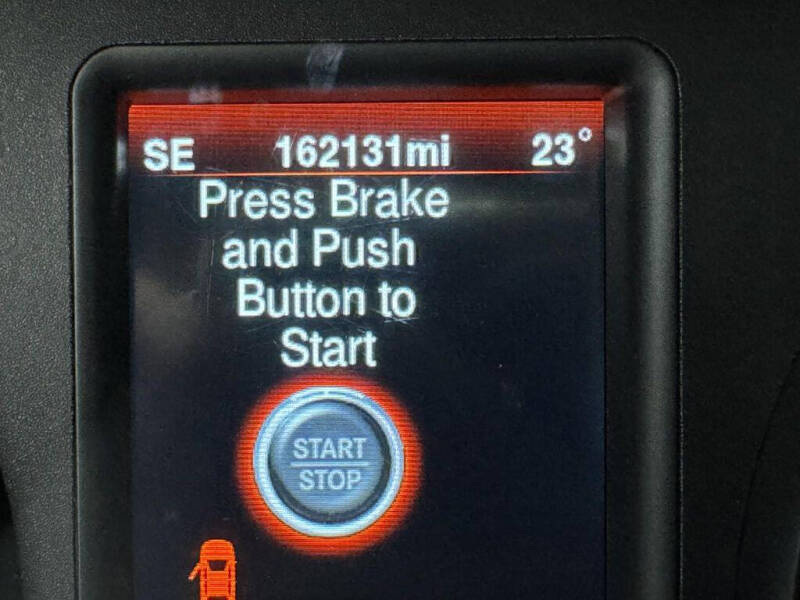 SE 162131mi 23°
Press Brake
and Push
Button to
Start
START
STOP